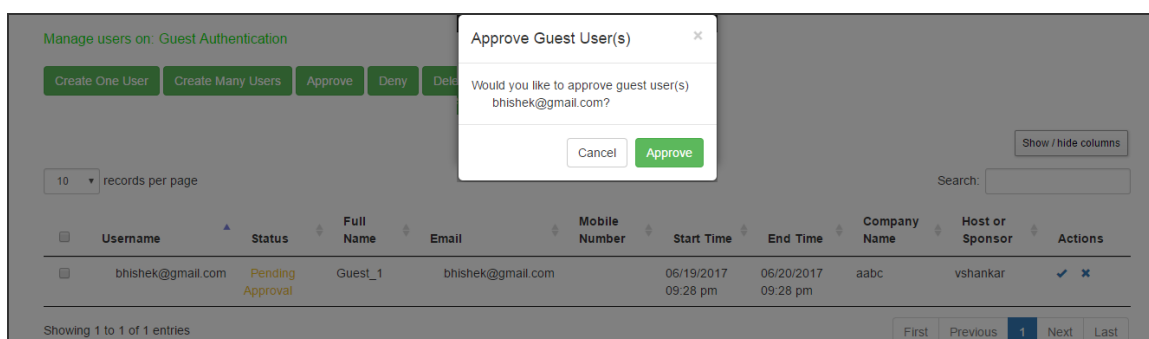 Manage users on: Guest Authentication
Approve Guest User(s) ×
Create One User Create Many Users Approve Deny Dele
Would you like to approve guest user(s)
bhishek@gmail.com?
Cancel Approve
Show / hide columns
10 records per page Search:
Username Status Full Name Email Mobile Number Start Time End Time Company Name Host or Sponsor Actions
bhishek@gmail.com Pending Approval Guest_1 bhishek@gmail.com 06/19/2017 09:28 pm 06/20/2017 09:28 pm aabc vshankar
Showing 1 to 1 of 1 entries First Previous 1 Next Last